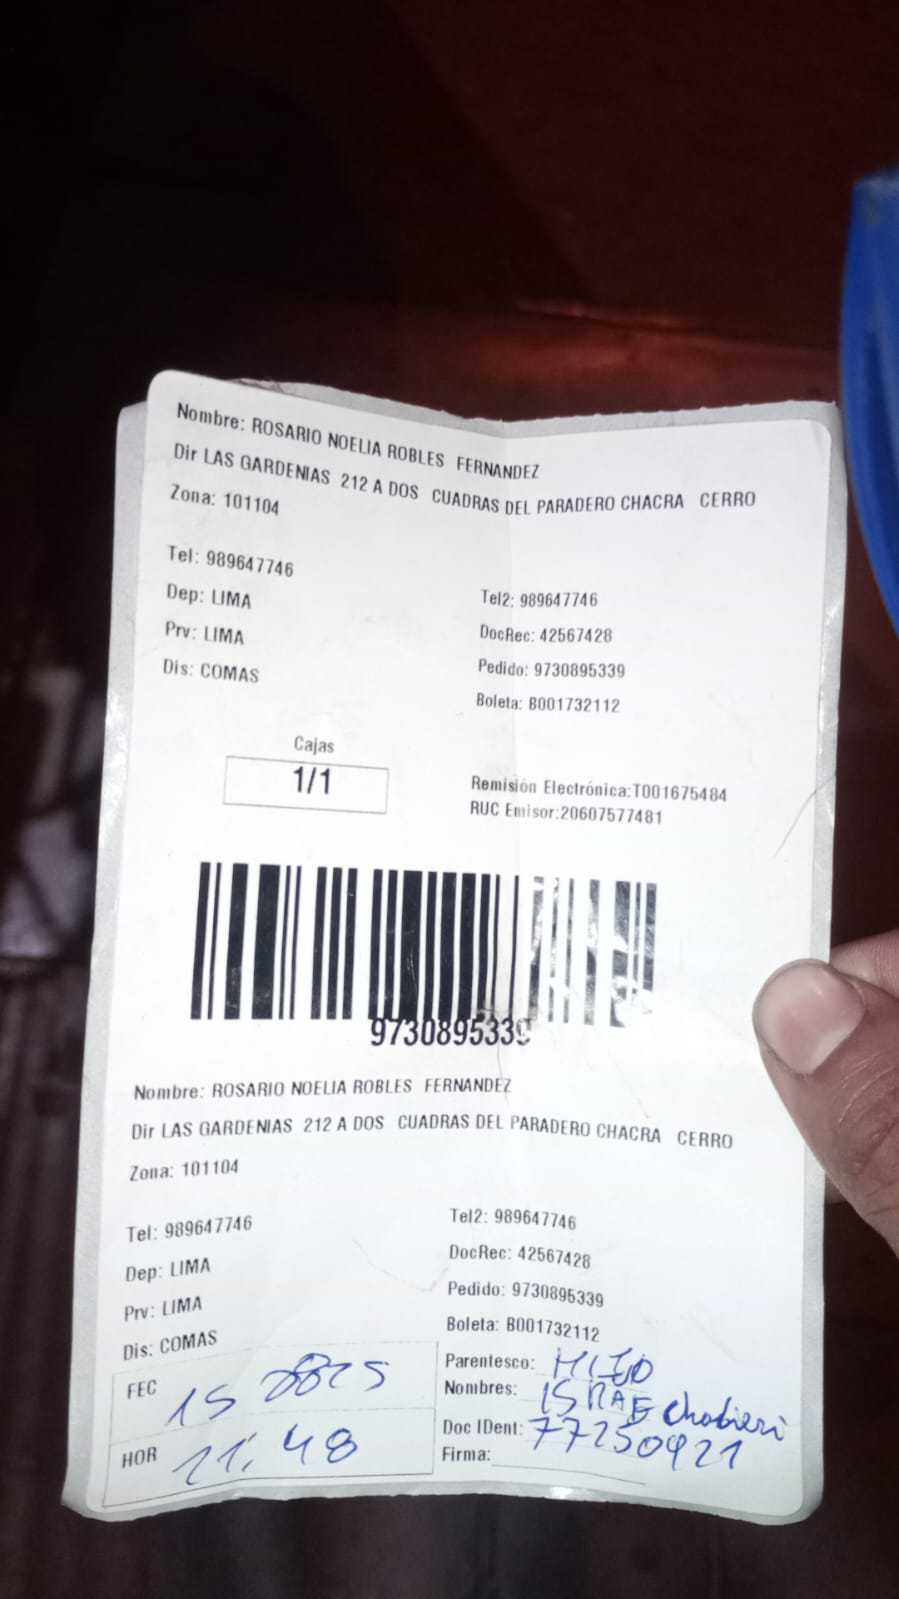 Nombre: ROSARIO NOELIA ROBLES FERNANDEZ
Dir LAS GARDENIAS 212 A DOS CUADRAS DEL PARADERO CHACRA CERRO
Zona: 101104
Tel: 989647746
Tel2: 989647746
Dep: LIMA
DocRec: 42567428
Prv: LIMA
Pedido: 9730895339
Dis: COMAS
Boleta: B001732112
Cajas
1/1
Remisión Electrónica:T001675484
RUC Emisor:20607577481
9730895339
Nombre: ROSARIO NOELIA ROBLES FERNANDEZ
Dir LAS GARDENIAS 212 A DOS CUADRAS DEL PARADERO CHACRA CERRO
Zona: 101104
Tel: 989647746
Tel2: 989647746
Dep: LIMA
DocRec: 42567428
Prv: LIMA
Pedido: 9730895339
Dis: COMAS
Boleta: B001732112
FEC 15
Parentesco: HIJO
Nombres: ISRAE
HOR 11:48
Doc IDent: 77250921
Firma: